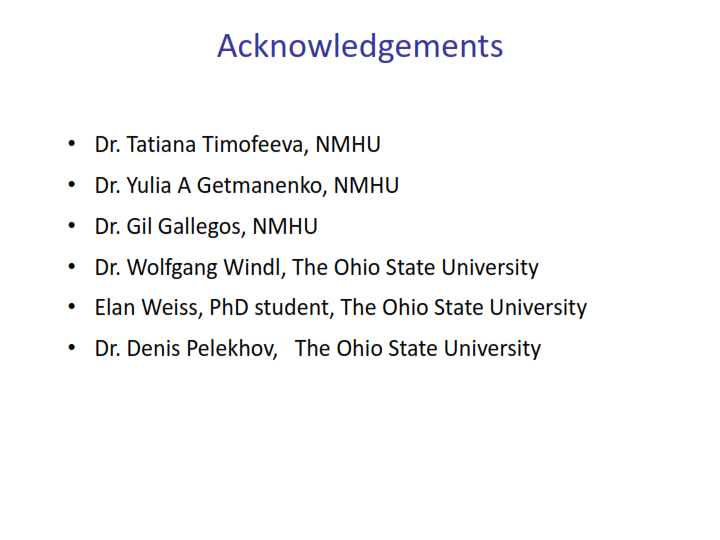 Acknowledgements
• Dr. Tatiana Timofeeva, NMHU
• Dr. Yulia A Getmanenko, NMHU
• Dr. Gil Gallegos, NMHU
• Dr. Wolfgang Windl, The Ohio State University
• Elan Weiss, PhD student, The Ohio State University
• Dr. Denis Pelekhov,   The Ohio State University